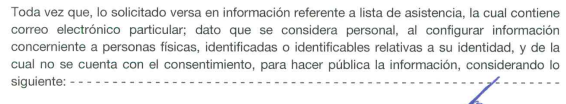 Toda vez que, lo solicitado versa en información referente a lista de asistencia, la cual contiene
correo electrónico particular; dato que se considera personal, al configurar información
concerniente a personas físicas, identificadas o identificables relativas a su identidad, y de la
cual no se cuenta con el consentimiento, para hacer pública la información, considerando lo
siguiente: - - - - - - - - - - - - - - - - - - - - - - - - - - - - - - - - - - - - - - - - - - - - - - - - - - - - - - - - - - - - - - -